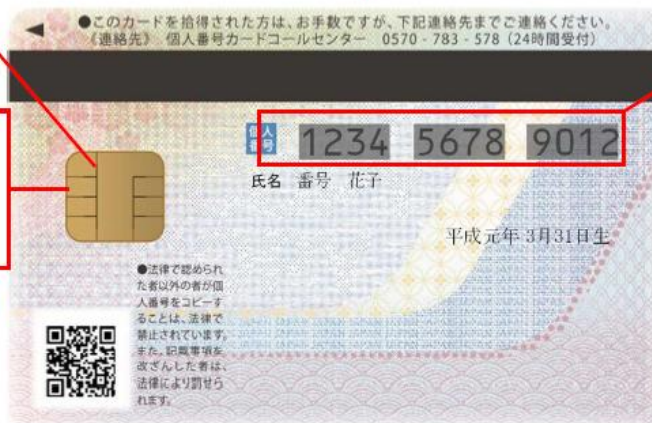 ●このカードを拾得された方は、お手数ですが、下記連絡先までご連絡ください。
《連絡先》 個人番号カードコールセンター 0570-783-578(24時間受付)
個人番号 1234 5678 9012
氏名 番号 花子
平成元年 3月31日生
●法律で認められ
た者以外の者が個
人番号をコピーす
ることは、法律で
禁止されています。
また、記載事項を
改ざんした者は、
法律により罰せら
れます。